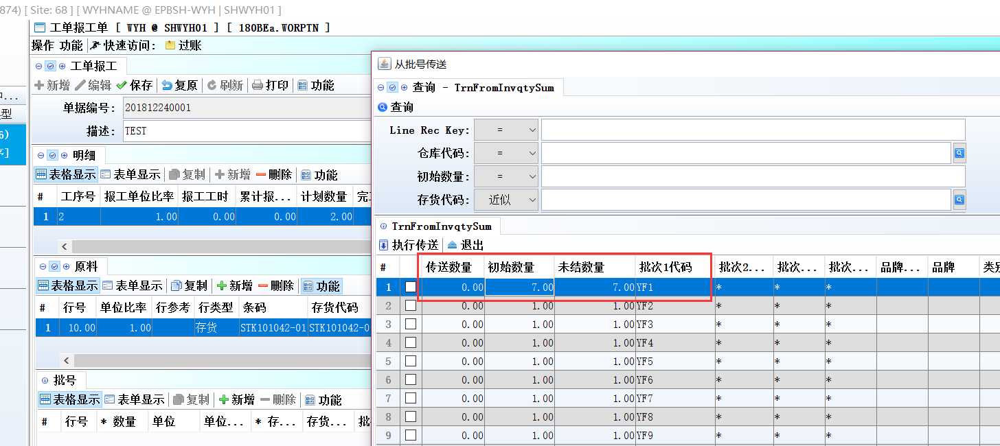 874) [ Site: 68 ] [ WYHNAME @ EPBSH-WYH | SHWYH01 ]
工单报工单 [ WYH @ SHWYH01 ] [ 180BEa.WORPTN ]
操作 功能 快速访问: 过账
工单报工
新增 编辑 保存 复原 刷新 打印 功能
单据编号: 201812240001
描述: TEST
型
6)
明细
表格显示 表单显示 复制 新增 删除 功能
# 工序号 报工单位比率 报工工时 累计报... 计划数量 完
1 2 1.00 0.00 0.00 2.00
原料
表格显示 表单显示 复制 新增 删除 功能
# 行号 单位比率 行参考 行类型 条码 存货代码
1 10.00 1.00 存货 STK101042-01 STK101042-0
批号
表格显示 表单显示 复制 新增 删除 功能
# 行号 * 数量 单位 单位... * 存... 存货... 批
从批号传送
查询 - TrnFromInvqtySum
查询
Line Rec Key: =
仓库代码: =
初始数量: =
存货代码: 近似
TrnFromInvqtySum
执行传送 退出
# 传送数量 初始数量 未结数量 批次1代码 批次2... 批次... 批次... 品牌... 品牌 类别
1 0.00 7.00 7.00 YF1 * * *
2 0.00 1.00 1.00 YF2 * * *
3 0.00 1.00 1.00 YF3 * * *
4 0.00 1.00 1.00 YF4 * * *
5 0.00 1.00 1.00 YF5 * * *
6 0.00 1.00 1.00 YF6 * * *
7 0.00 1.00 1.00 YF7 * * *
8 0.00 1.00 1.00 YF8 * * *
9 0.00 1.00 1.00 YF9 * * *